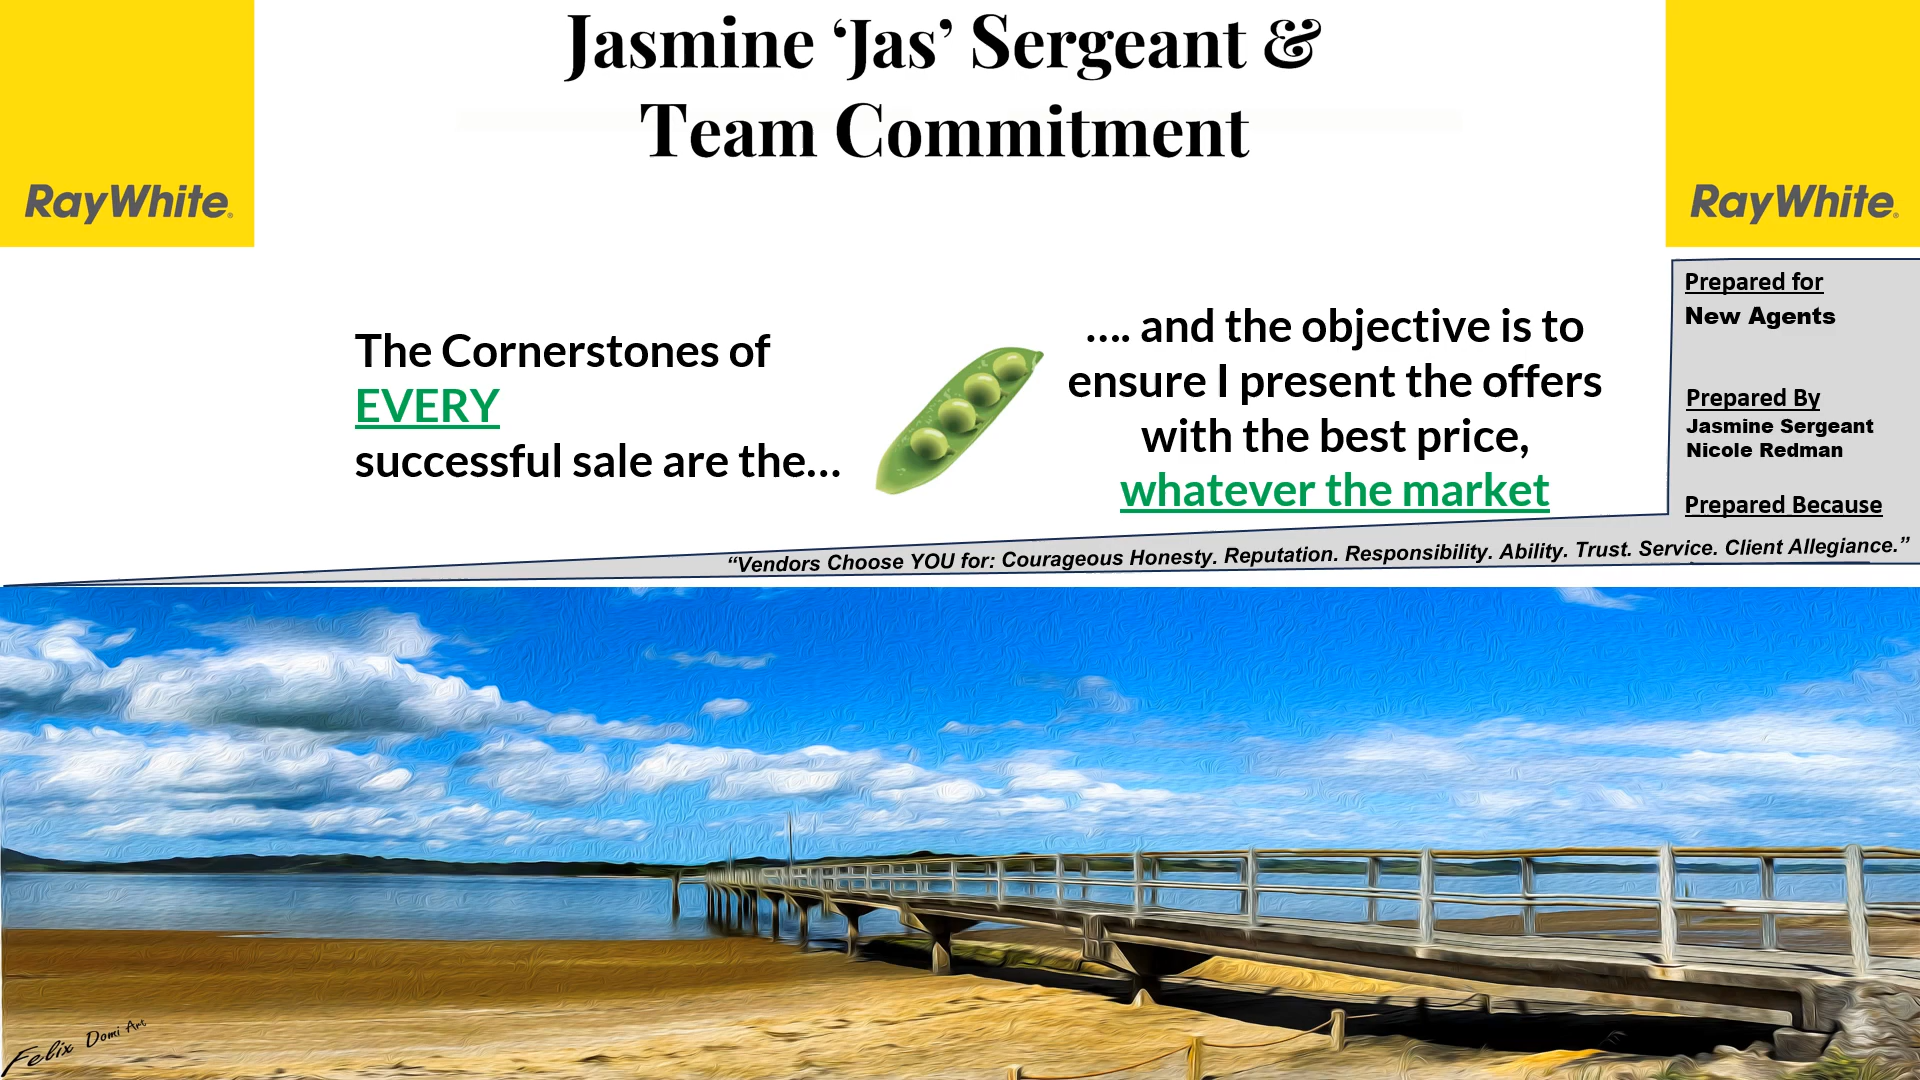 Jasmine ‘Jas’ Sergeant &
Team Commitment
RayWhite®
RayWhite®
The Cornerstones of
EVERY
successful sale are the...
.... and the objective is to
ensure I present the offers
with the best price,
whatever the market
Prepared for
New Agents
Prepared By
Jasmine Sergeant
Nicole Redman
Prepared Because
“Vendors Choose YOU for: Courageous Honesty. Reputation. Responsibility. Ability. Trust. Service. Client Allegiance.”
Felix Domi Art